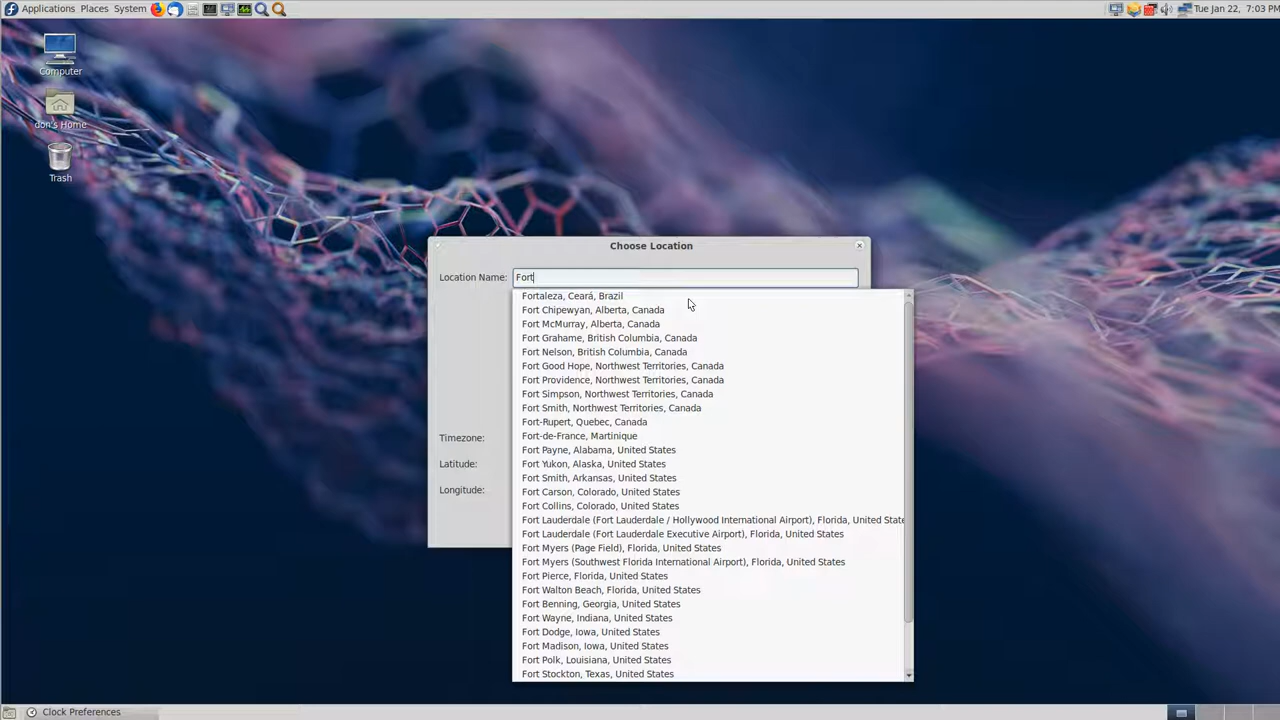 Applications Places System
Tue Jan 22, 7:03 PM
Computer
don's Home
Trash
Choose Location
Location Name: Fort
Fortaleza, Ceará, Brazil
Fort Chipewyan, Alberta, Canada
Fort McMurray, Alberta, Canada
Fort Grahame, British Columbia, Canada
Fort Nelson, British Columbia, Canada
Fort Good Hope, Northwest Territories, Canada
Fort Providence, Northwest Territories, Canada
Fort Simpson, Northwest Territories, Canada
Fort Smith, Northwest Territories, Canada
Fort-Rupert, Quebec, Canada
Fort-de-France, Martinique
Timezone:
Fort Payne, Alabama, United States
Latitude:
Fort Yukon, Alaska, United States
Fort Smith, Arkansas, United States
Longitude:
Fort Carson, Colorado, United States
Fort Collins, Colorado, United States
Fort Lauderdale (Fort Lauderdale / Hollywood International Airport), Florida, United State
Fort Lauderdale (Fort Lauderdale Executive Airport), Florida, United States
Fort Myers (Page Field), Florida, United States
Fort Myers (Southwest Florida International Airport), Florida, United States
Fort Pierce, Florida, United States
Fort Walton Beach, Florida, United States
Fort Benning, Georgia, United States
Fort Wayne, Indiana, United States
Fort Dodge, Iowa, United States
Fort Madison, Iowa, United States
Fort Polk, Louisiana, United States
Fort Stockton, Texas, United States
Clock Preferences